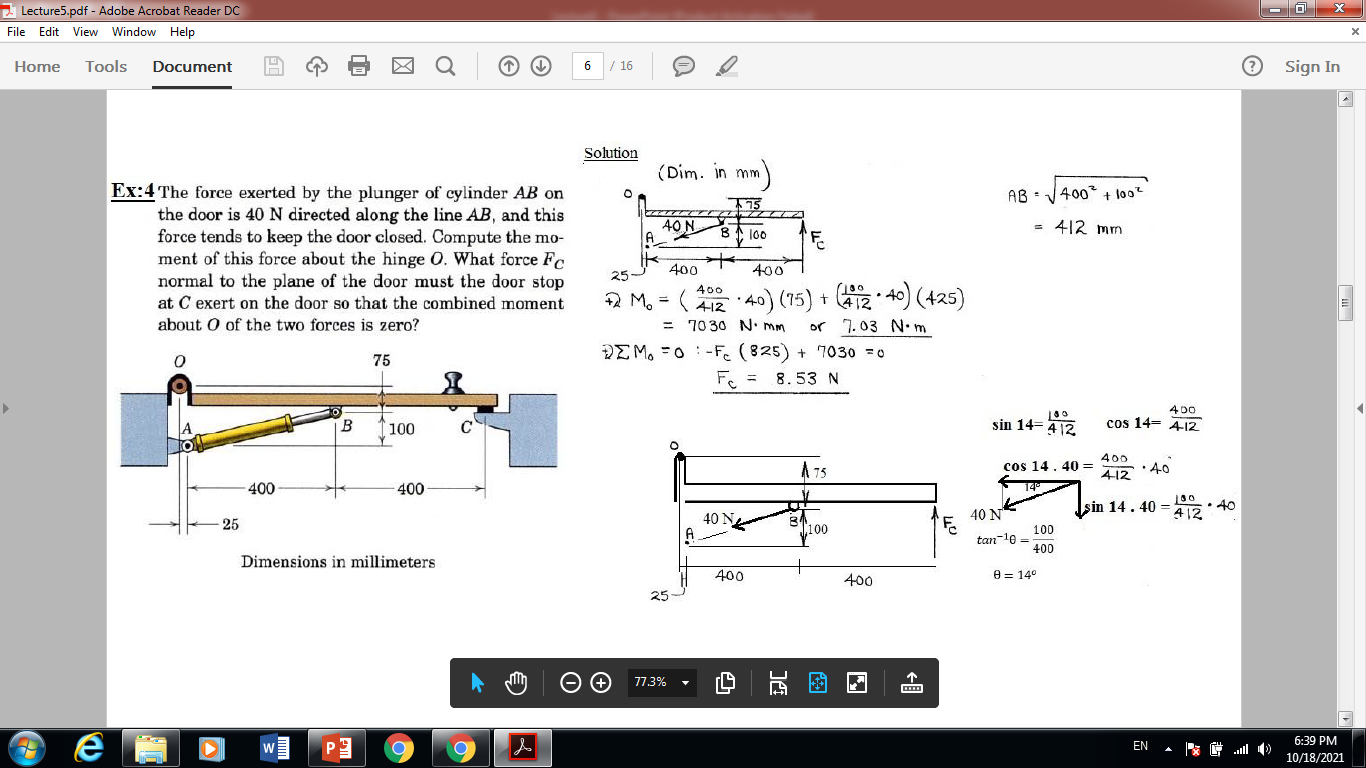 Lecture5.pdf - Adobe Acrobat Reader DC
File Edit View Window Help
Home Tools Document
6 / 16
Sign In
Ex:4 The force exerted by the plunger of cylinder AB on
the door is 40 N directed along the line AB, and this
force tends to keep the door closed. Compute the mo-
ment of this force about the hinge O. What force F_C
normal to the plane of the door must the door stop
at C exert on the door so that the combined moment
about O of the two forces is zero?
O
75
A
B
100
C
400
400
25
Dimensions in millimeters
Solution
(Dim. in mm)
O
75
40 N
A
B
100
F_C
25
400
400
+ M_O = (400/412 · 40)(75) + (100/412 · 40)(425)
= 7030 N·mm or 7.03 N·m
+ΣM_O = 0 : -F_C (825) + 7030 = 0
F_C = 8.53 N
AB = √400² + 100²
= 412 mm
O
75
40 N
B
A
100
F_C
400
400
25
sin 14= 100/412 cos 14= 400/412
cos 14 . 40 = 400/412 · 40
14°
sin 14 . 40 = 100/412 · 40
40 N
tan⁻¹θ = 100/400
θ = 14°
77.3%
EN
6:39 PM
10/18/2021